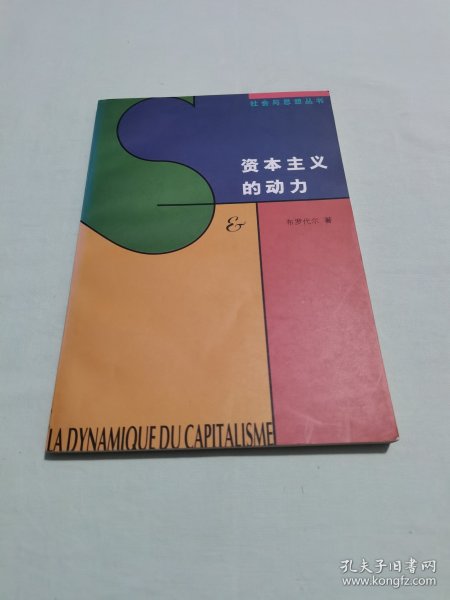 社会与思想丛书
资本主义
的动力
&
布罗代尔 著
LA DYNAMIQUE DU CAPITALISME
孔夫子旧书网
www.kongfz.com